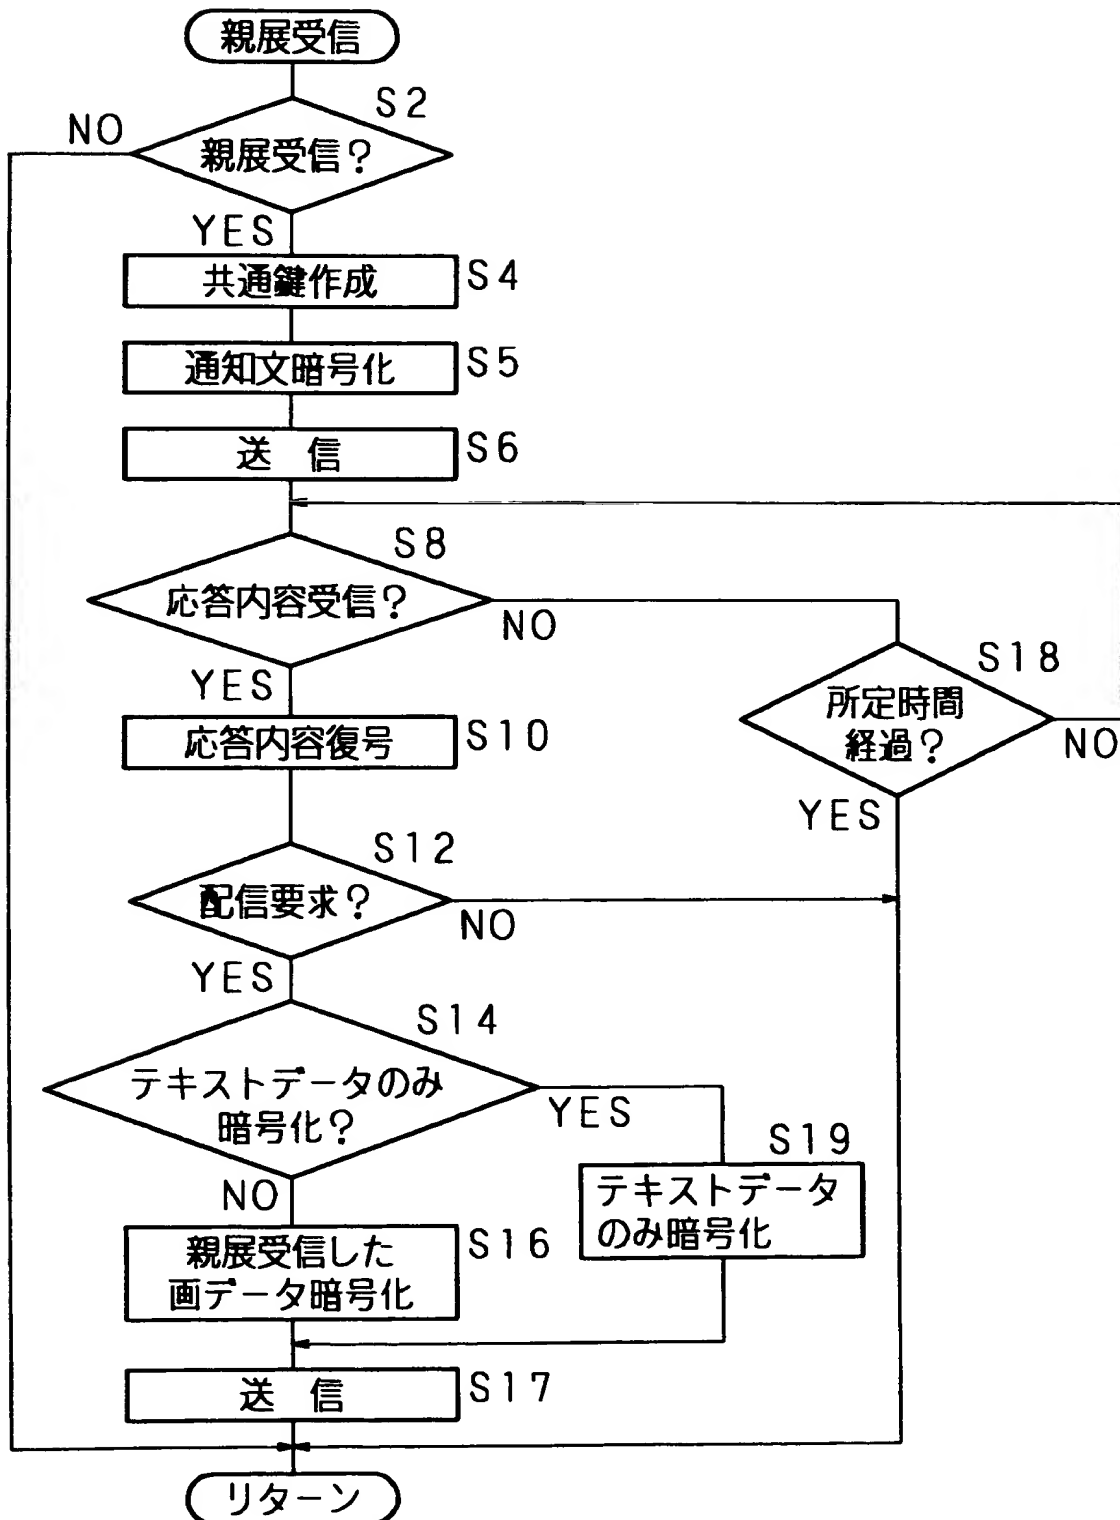 親展受信
S2
NO
親展受信?
YES
共通鍵作成
S4
通知文暗号化
S5
送 信
S6
S8
応答内容受信?
NO
YES
S18
所定時間
経過?
NO
YES
応答内容復号
S10
S12
配信要求?
NO
YES
S14
テキストデータのみ
暗号化?
YES
NO
S19
テキストデータ
のみ暗号化
親展受信した
画データ暗号化
S16
送 信
S17
リターン